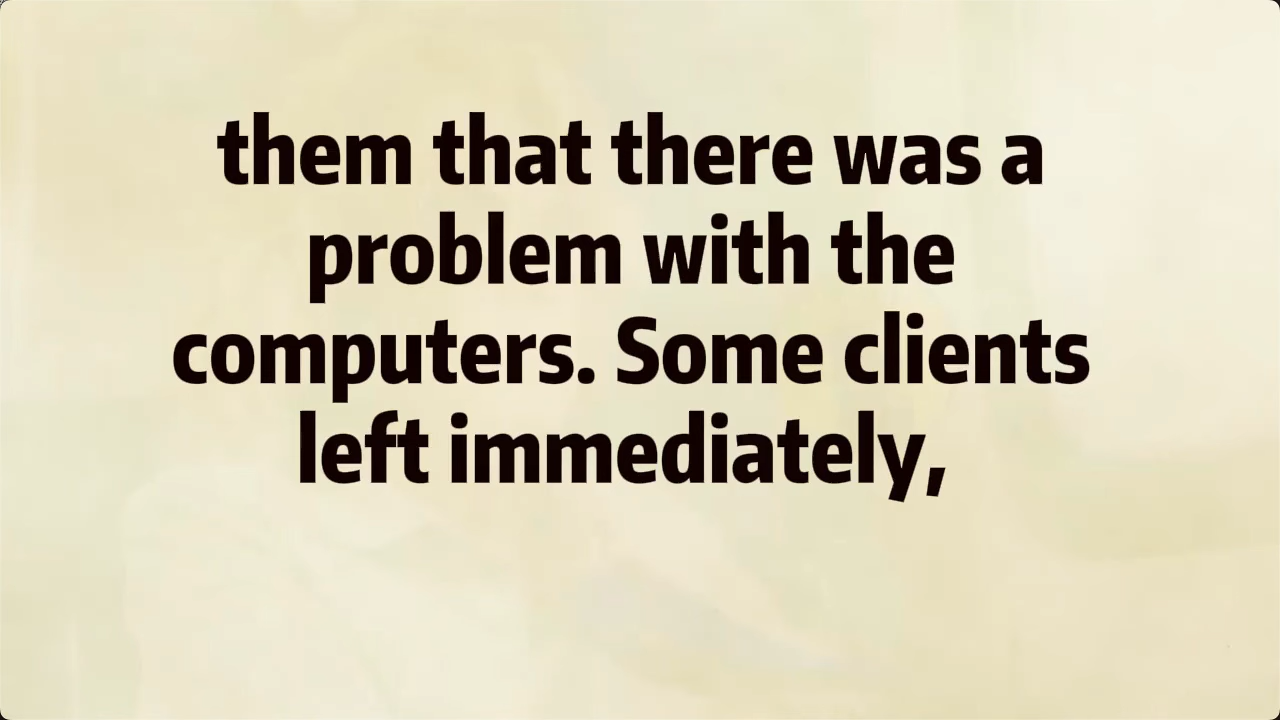 them that there was a
problem with the
computers. Some clients
left immediately,